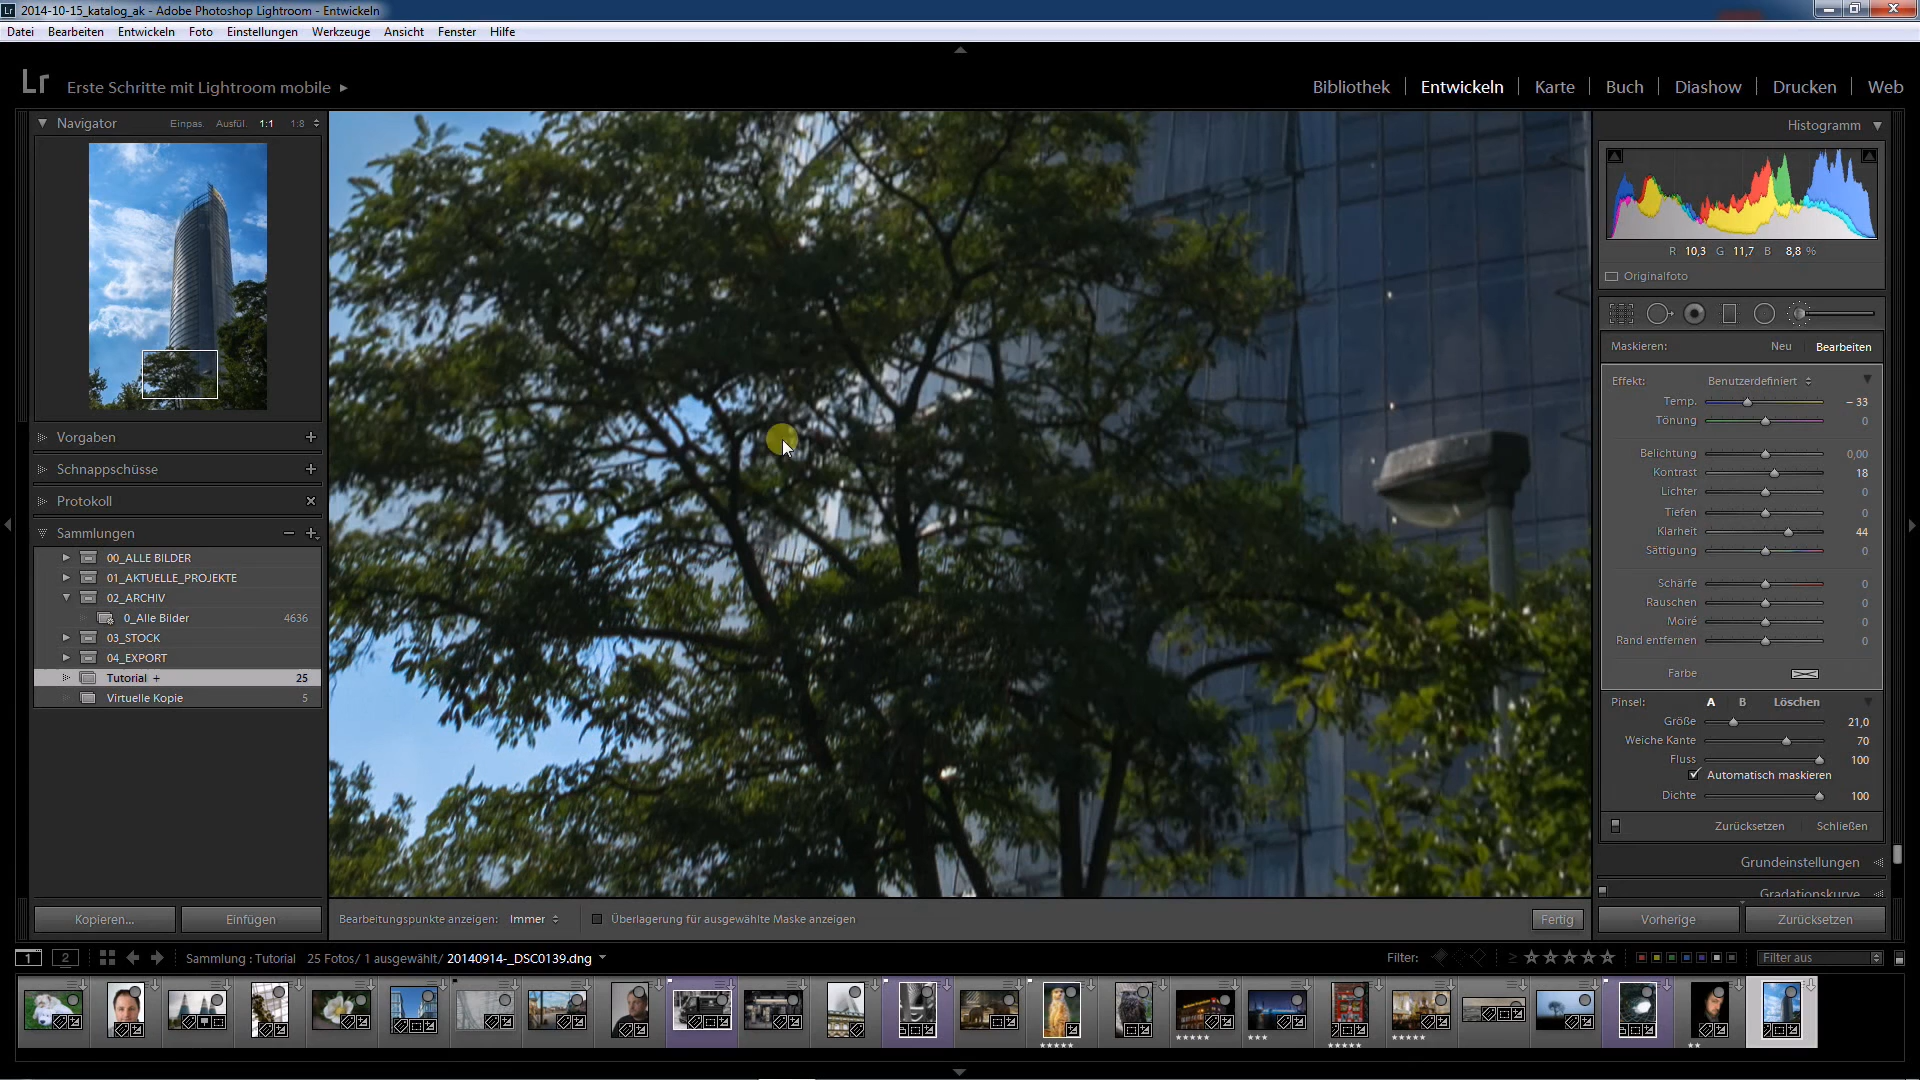 Lr 2014-10-15_katalog_ak - Adobe Photoshop Lightroom - Entwickeln
Datei Bearbeiten Entwickeln Foto Einstellungen Werkzeuge Ansicht Fenster Hilfe
Lr Erste Schritte mit Lightroom mobile
Bibliothek Entwickeln Karte Buch Diashow Drucken Web
Navigator Einpas. Ausfül. 1:1 1:8
Vorgaben
Schnappschüsse
Protokoll
Sammlungen
00_ALLE BILDER
01_AKTUELLE_PROJEKTE
02_ARCHIV
0_Alle Bilder 4636
03_STOCK
04_EXPORT
Tutorial + 25
Virtuelle Kopie 5
Kopieren... Einfügen
Histogramm
R 10,3 G 11,7 B 8,8 %
Originalfoto
Maskieren: Neu Bearbeiten
Effekt: Benutzerdefiniert
Temp. – 33
Tönung 0
Belichtung 0,00
Kontrast 18
Lichter 0
Tiefen 0
Klarheit 44
Sättigung 0
Schärfe 0
Rauschen 0
Moiré 0
Rand entfernen 0
Farbe
Pinsel: A B Löschen
Größe 21,0
Weiche Kante 70
Fluss 100
Automatisch maskieren
Dichte 100
Zurücksetzen Schließen
Grundeinstellungen
Gradationskurve
Vorherige Zurücksetzen
Bearbeitungspunkte anzeigen: Immer Überlagerung für ausgewählte Maske anzeigen Fertig
1 2 Sammlung : Tutorial 25 Fotos/ 1 ausgewählt/ 20140914-_DSC0139.dng Filter: ≥ Filter aus